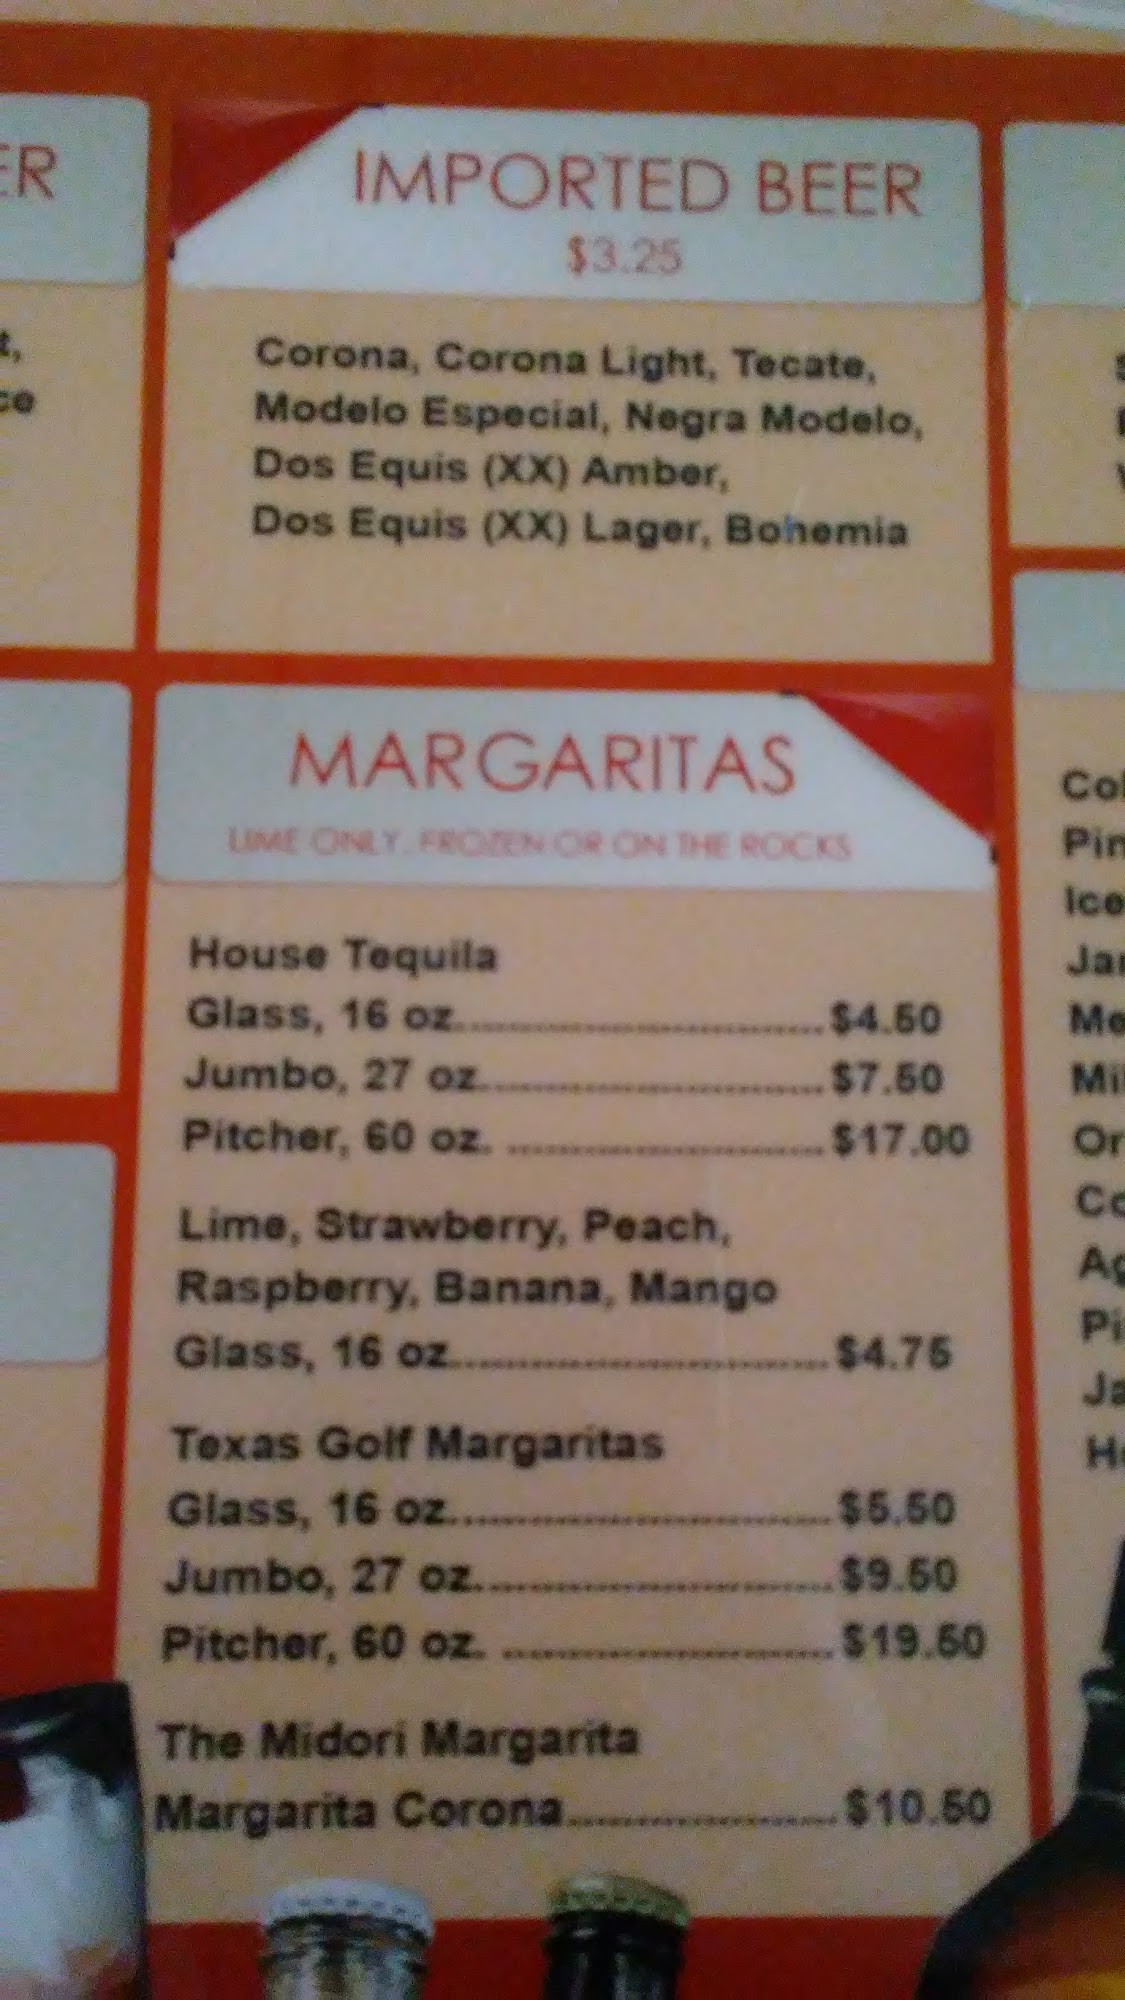 ER
IMPORTED BEER
$3.25
Corona, Corona Light, Tecate,
Modelo Especial, Negra Modelo,
Dos Equis (XX) Amber,
Dos Equis (XX) Lager, Bohemia
MARGARITAS
LIME ONLY. FROZEN OR ON THE ROCKS
House Tequila
Glass, 16 oz. $4.50
Jumbo, 27 oz. $7.50
Pitcher, 60 oz. $17.00
Lime, Strawberry, Peach,
Raspberry, Banana, Mango
Glass, 16 oz. $4.75
Texas Golf Margaritas
Glass, 16 oz. $5.50
Jumbo, 27 oz. $9.50
Pitcher, 60 oz. $19.50
The Midori Margarita
Margarita Corona $10.50